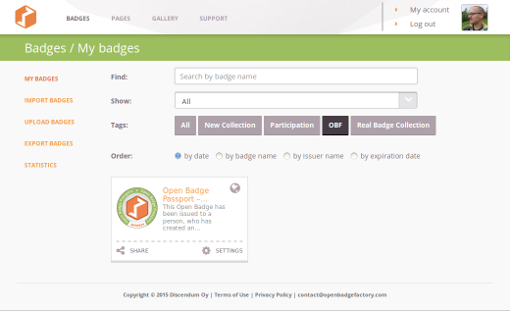 BADGES PAGES GALLERY SUPPORT
My account
Log out
Badges / My badges
MY BADGES
IMPORT BADGES
UPLOAD BADGES
EXPORT BADGES
STATISTICS
Find: Search by badge name
Show: All
Tags: All New Collection Participation OBF Real Badge Collection
Order: by date by badge name by issuer name by expiration date
Open Badge
Passport –...
This Open Badge has
been issued to a
person, who has
created an...
SHARE SETTINGS
Copyright © 2015 Discendum Oy | Terms of Use | Privacy Policy | contact@openbadgefactory.com